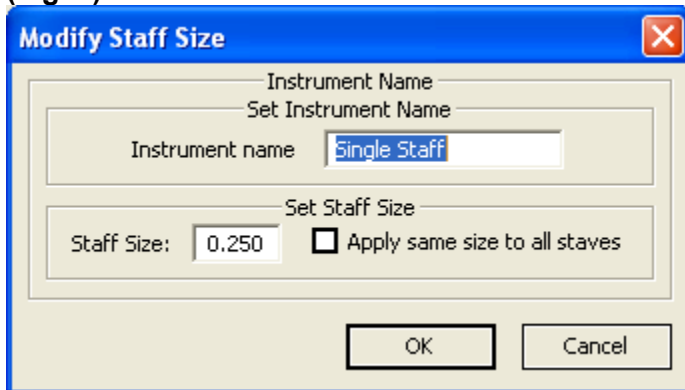 Modify Staff Size
Instrument Name
Set Instrument Name
Instrument name Single Staff
Set Staff Size
Staff Size: 0.250 Apply same size to all staves
OK Cancel